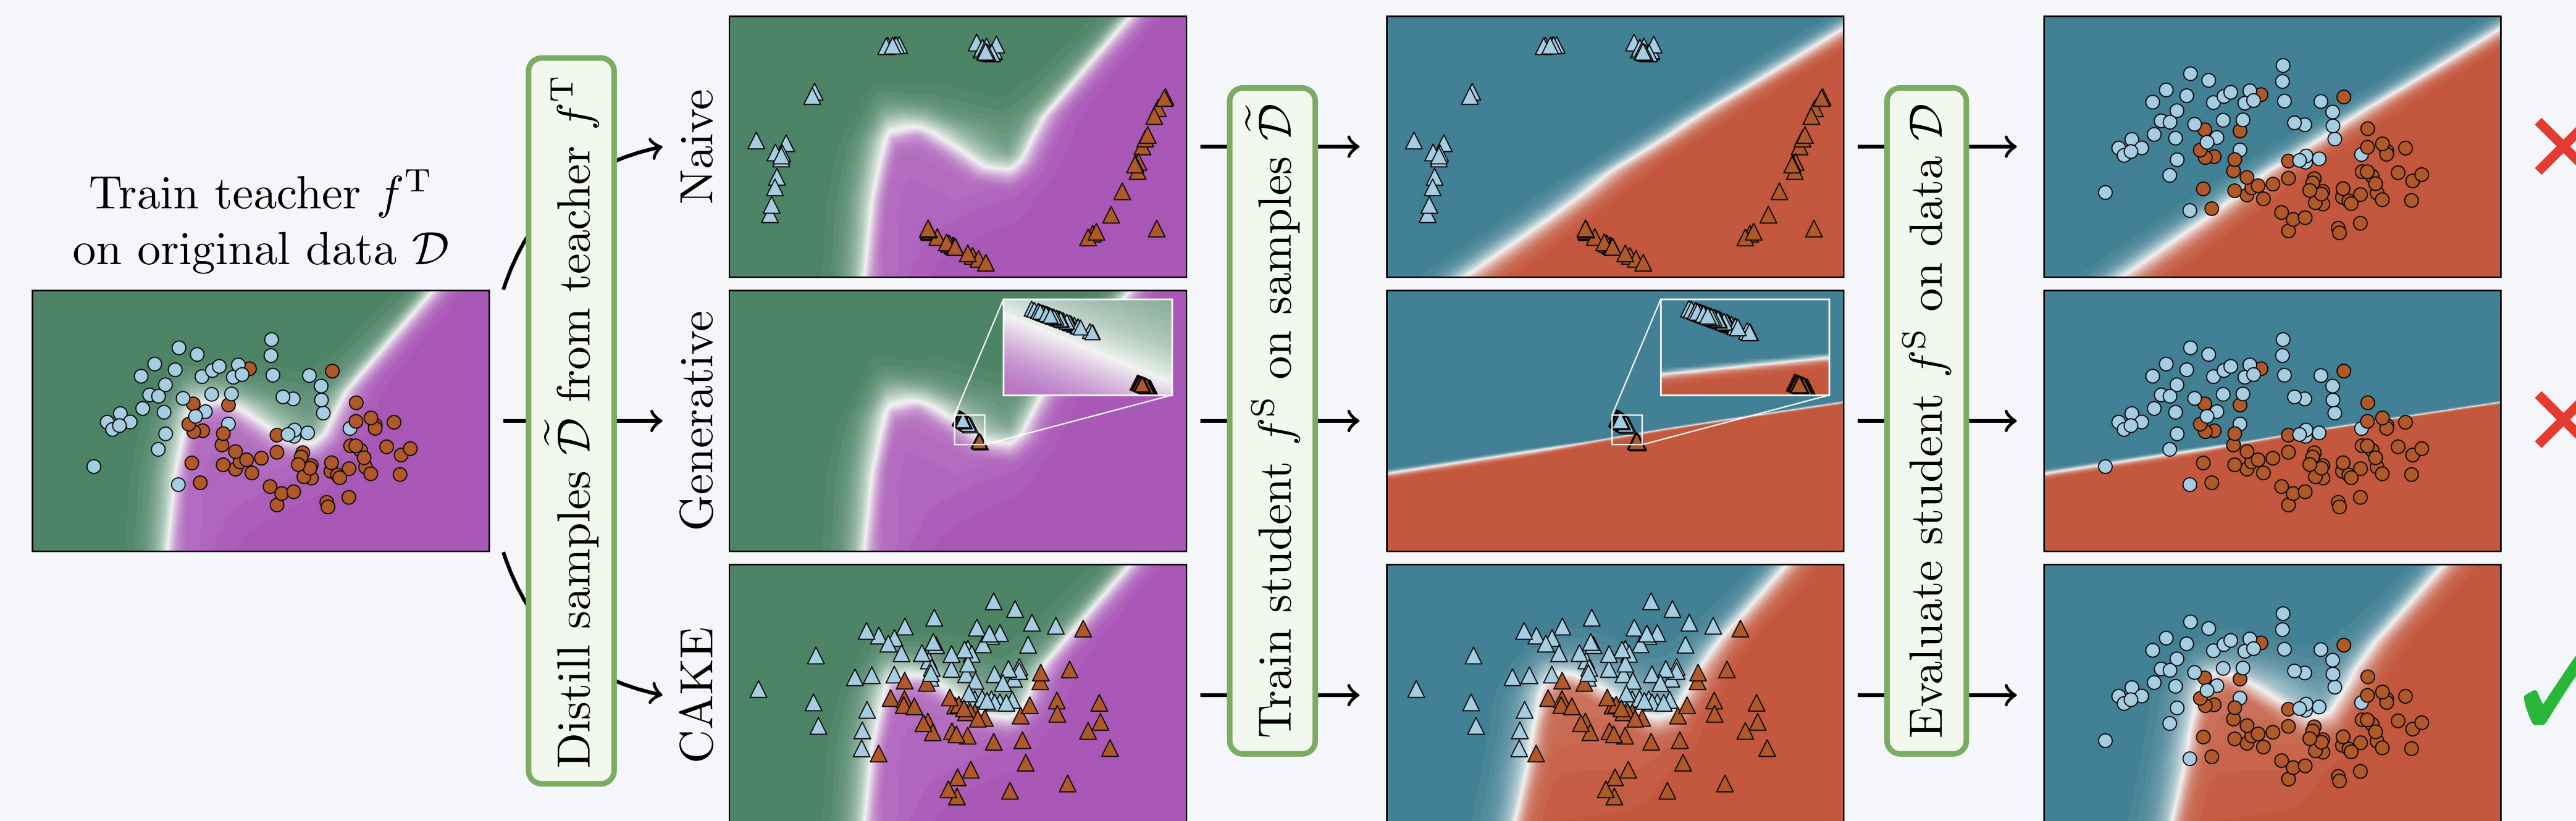 Train teacher f^T
on original data 𝒟
Distill samples 𝒟̃ from teacher f^T
Naive
Generative
CAKE
Train student f^S on samples 𝒟̃
Evaluate student f^S on data 𝒟